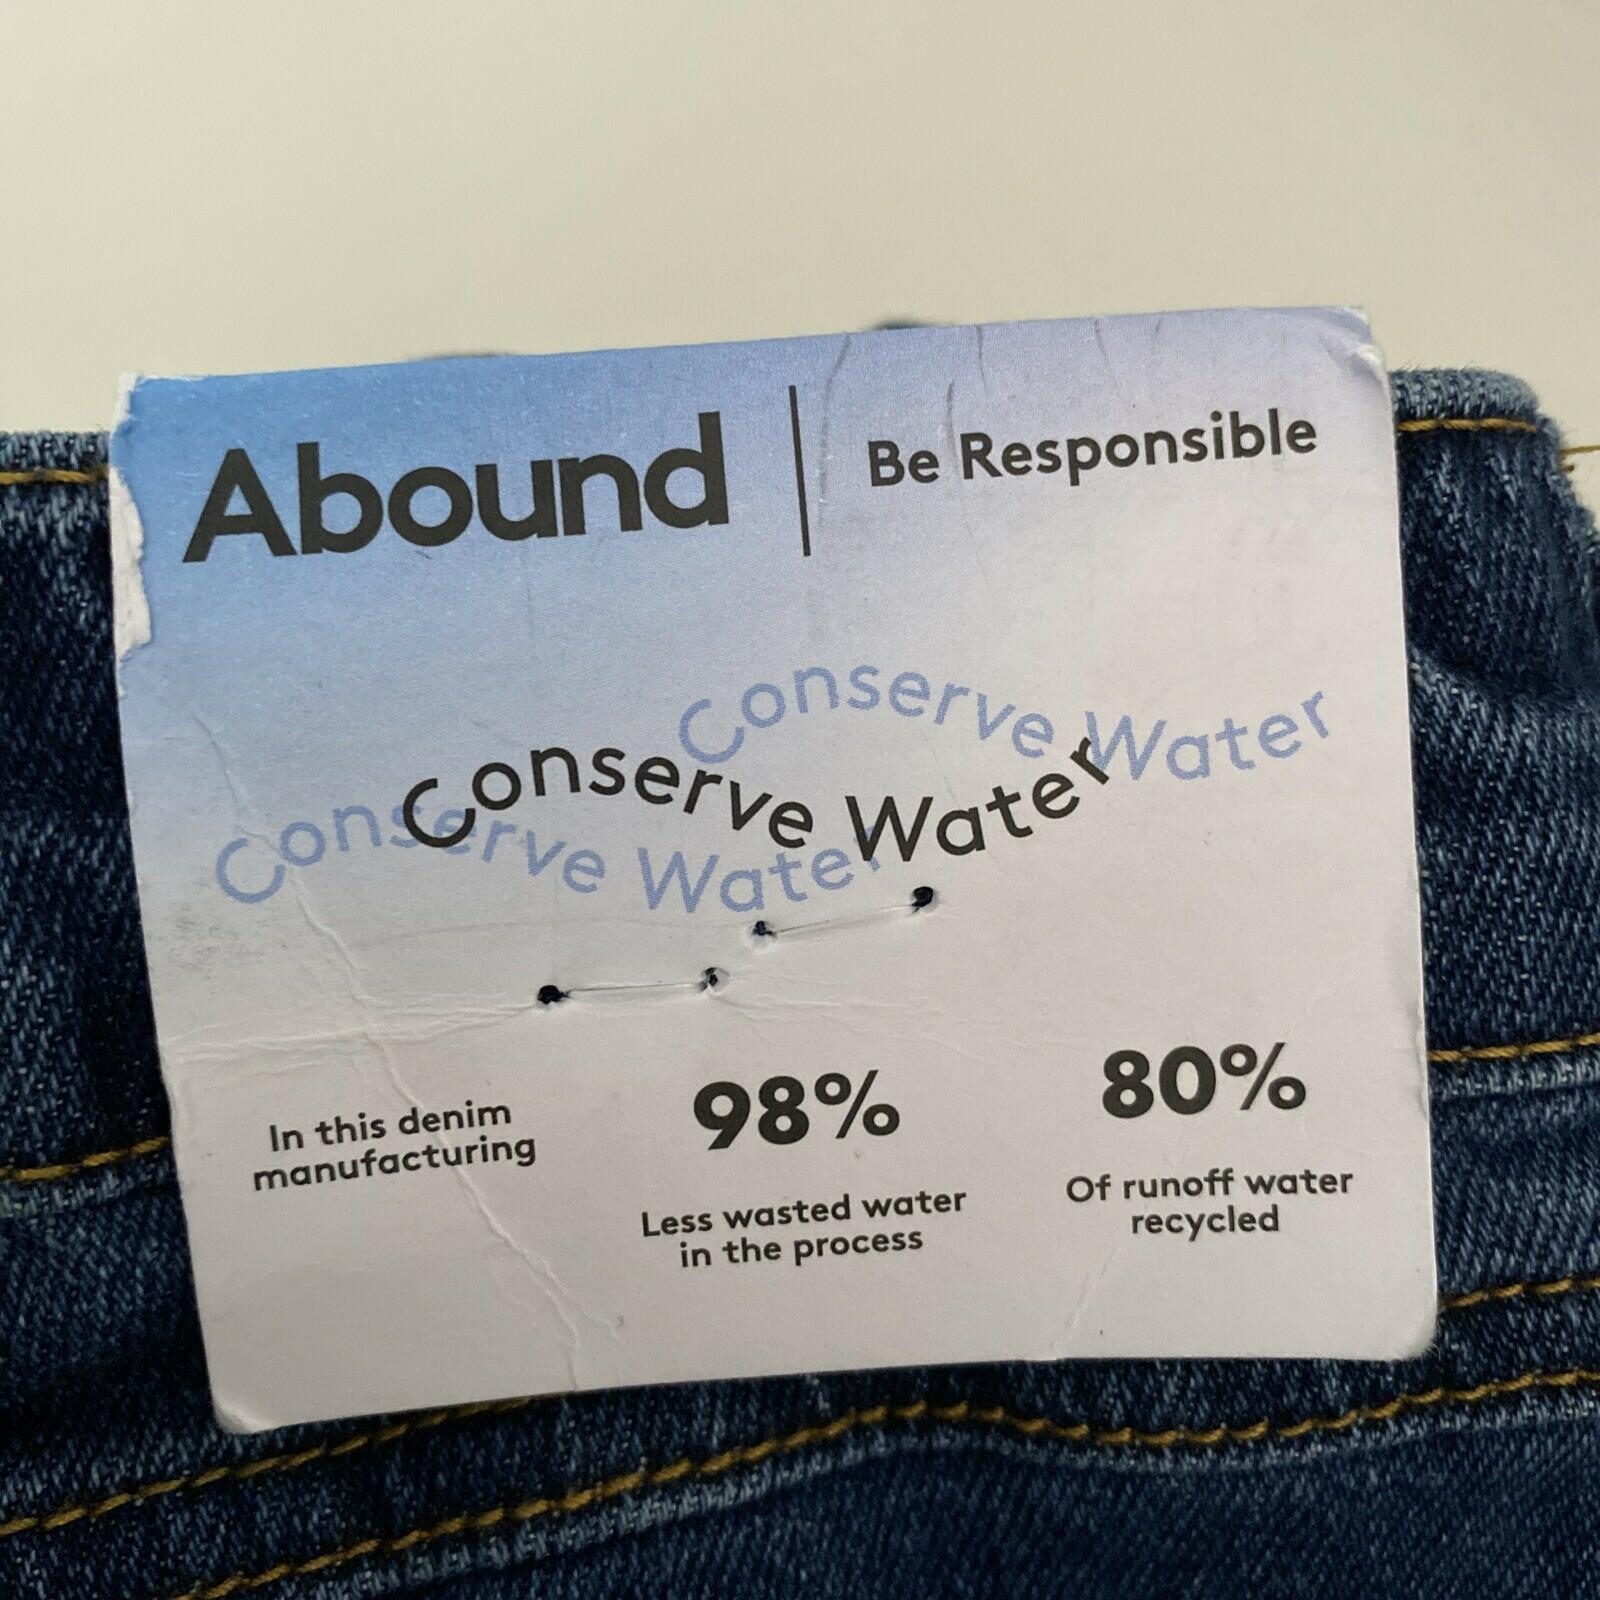 Abound | Be Responsible
Conserve Water
Conserve Water
Conserve Water
In this denim
manufacturing
98%
Less wasted water
in the process
80%
Of runoff water
recycled